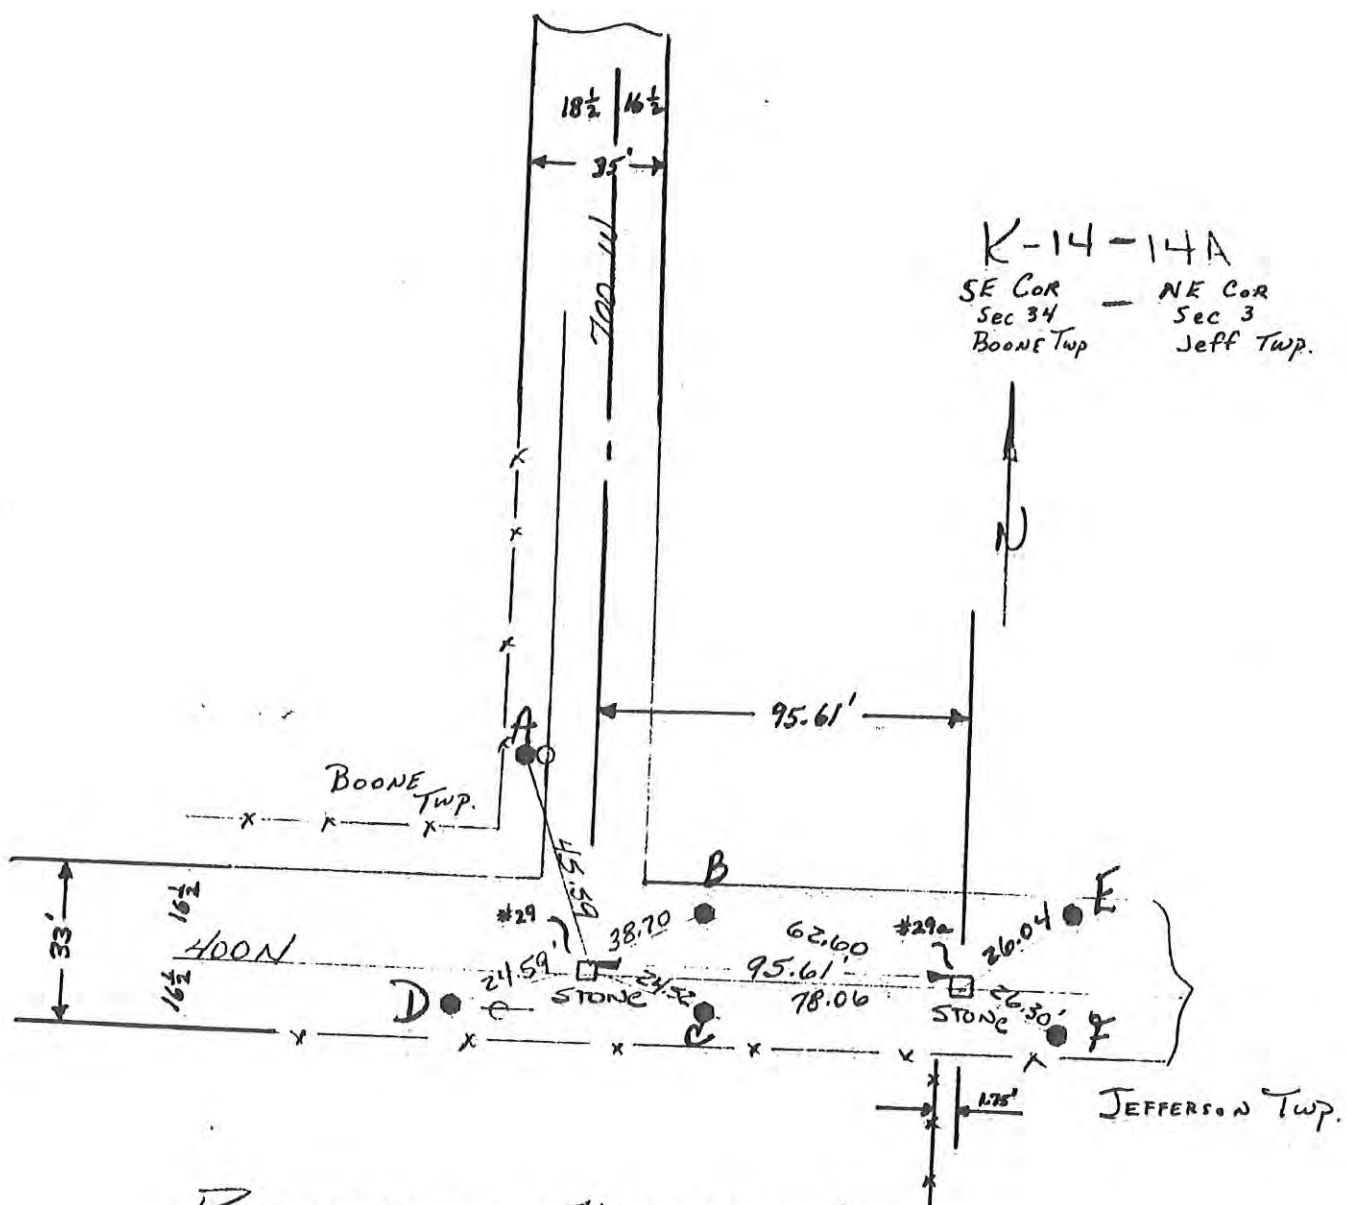 18½ 16½
35'
700 W
K-14 - 14A
SE COR - NE COR
Sec 34 Sec 3
BOONE TWP Jeff TWP.
N
95.61'
A
BOONE
TWP.
45.59
B
E
16½
#29
38.70
62.60
#29a
26.04
33'
400N
24.59'
95.61'
16½
D
STONE
24.52
78.06
STONE
26.30'
C
F
1.75'
JEFFERSON TWP.